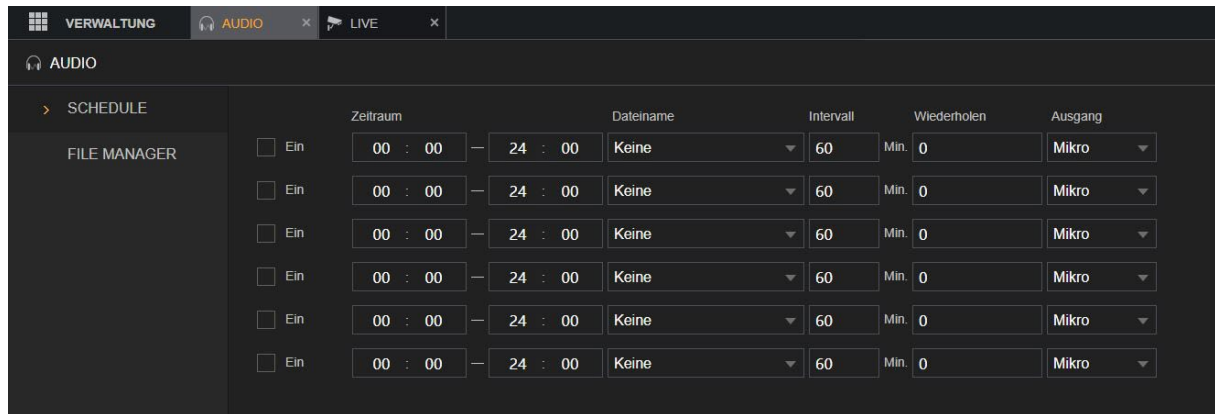 VERWALTUNG AUDIO × LIVE ×
AUDIO
> SCHEDULE
FILE MANAGER
Zeitraum Dateiname Intervall Wiederholen Ausgang
Ein 00 : 00 — 24 : 00 Keine 60 Min. 0 Mikro
Ein 00 : 00 — 24 : 00 Keine 60 Min. 0 Mikro
Ein 00 : 00 — 24 : 00 Keine 60 Min. 0 Mikro
Ein 00 : 00 — 24 : 00 Keine 60 Min. 0 Mikro
Ein 00 : 00 — 24 : 00 Keine 60 Min. 0 Mikro
Ein 00 : 00 — 24 : 00 Keine 60 Min. 0 Mikro